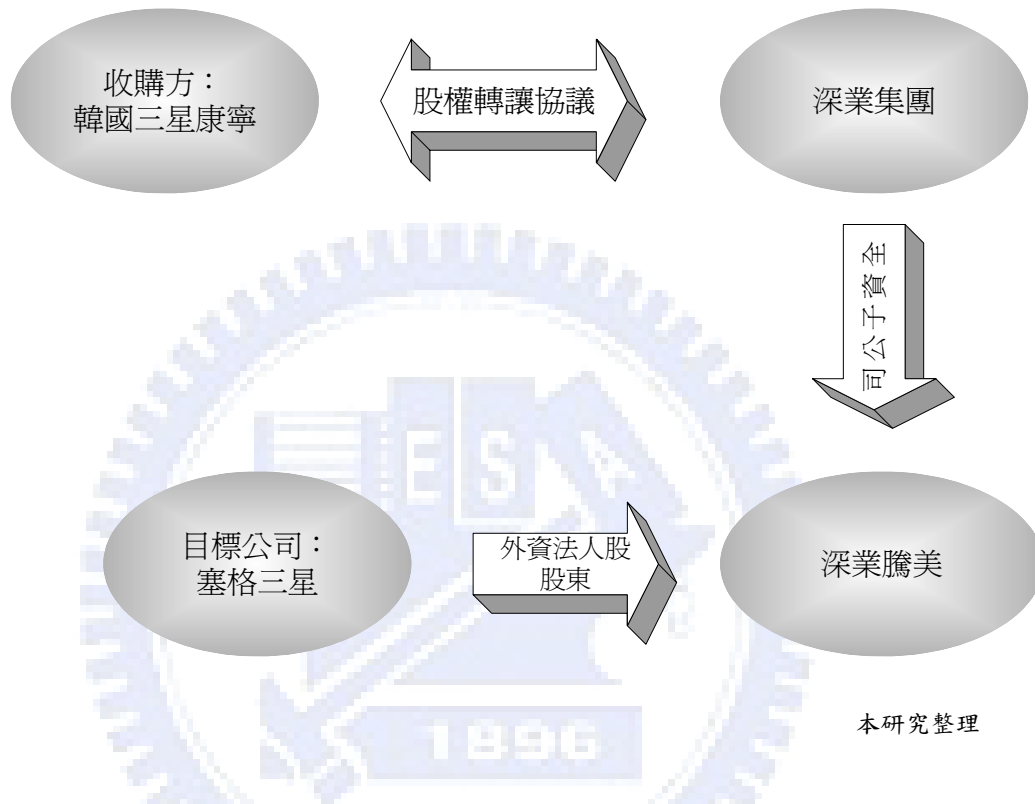 收購方：
韓國三星康寧
股權轉讓協議
深業集團
全資子公司
目標公司：
塞格三星
外資法人股
股東
深業騰美
本研究整理
E S A
1896